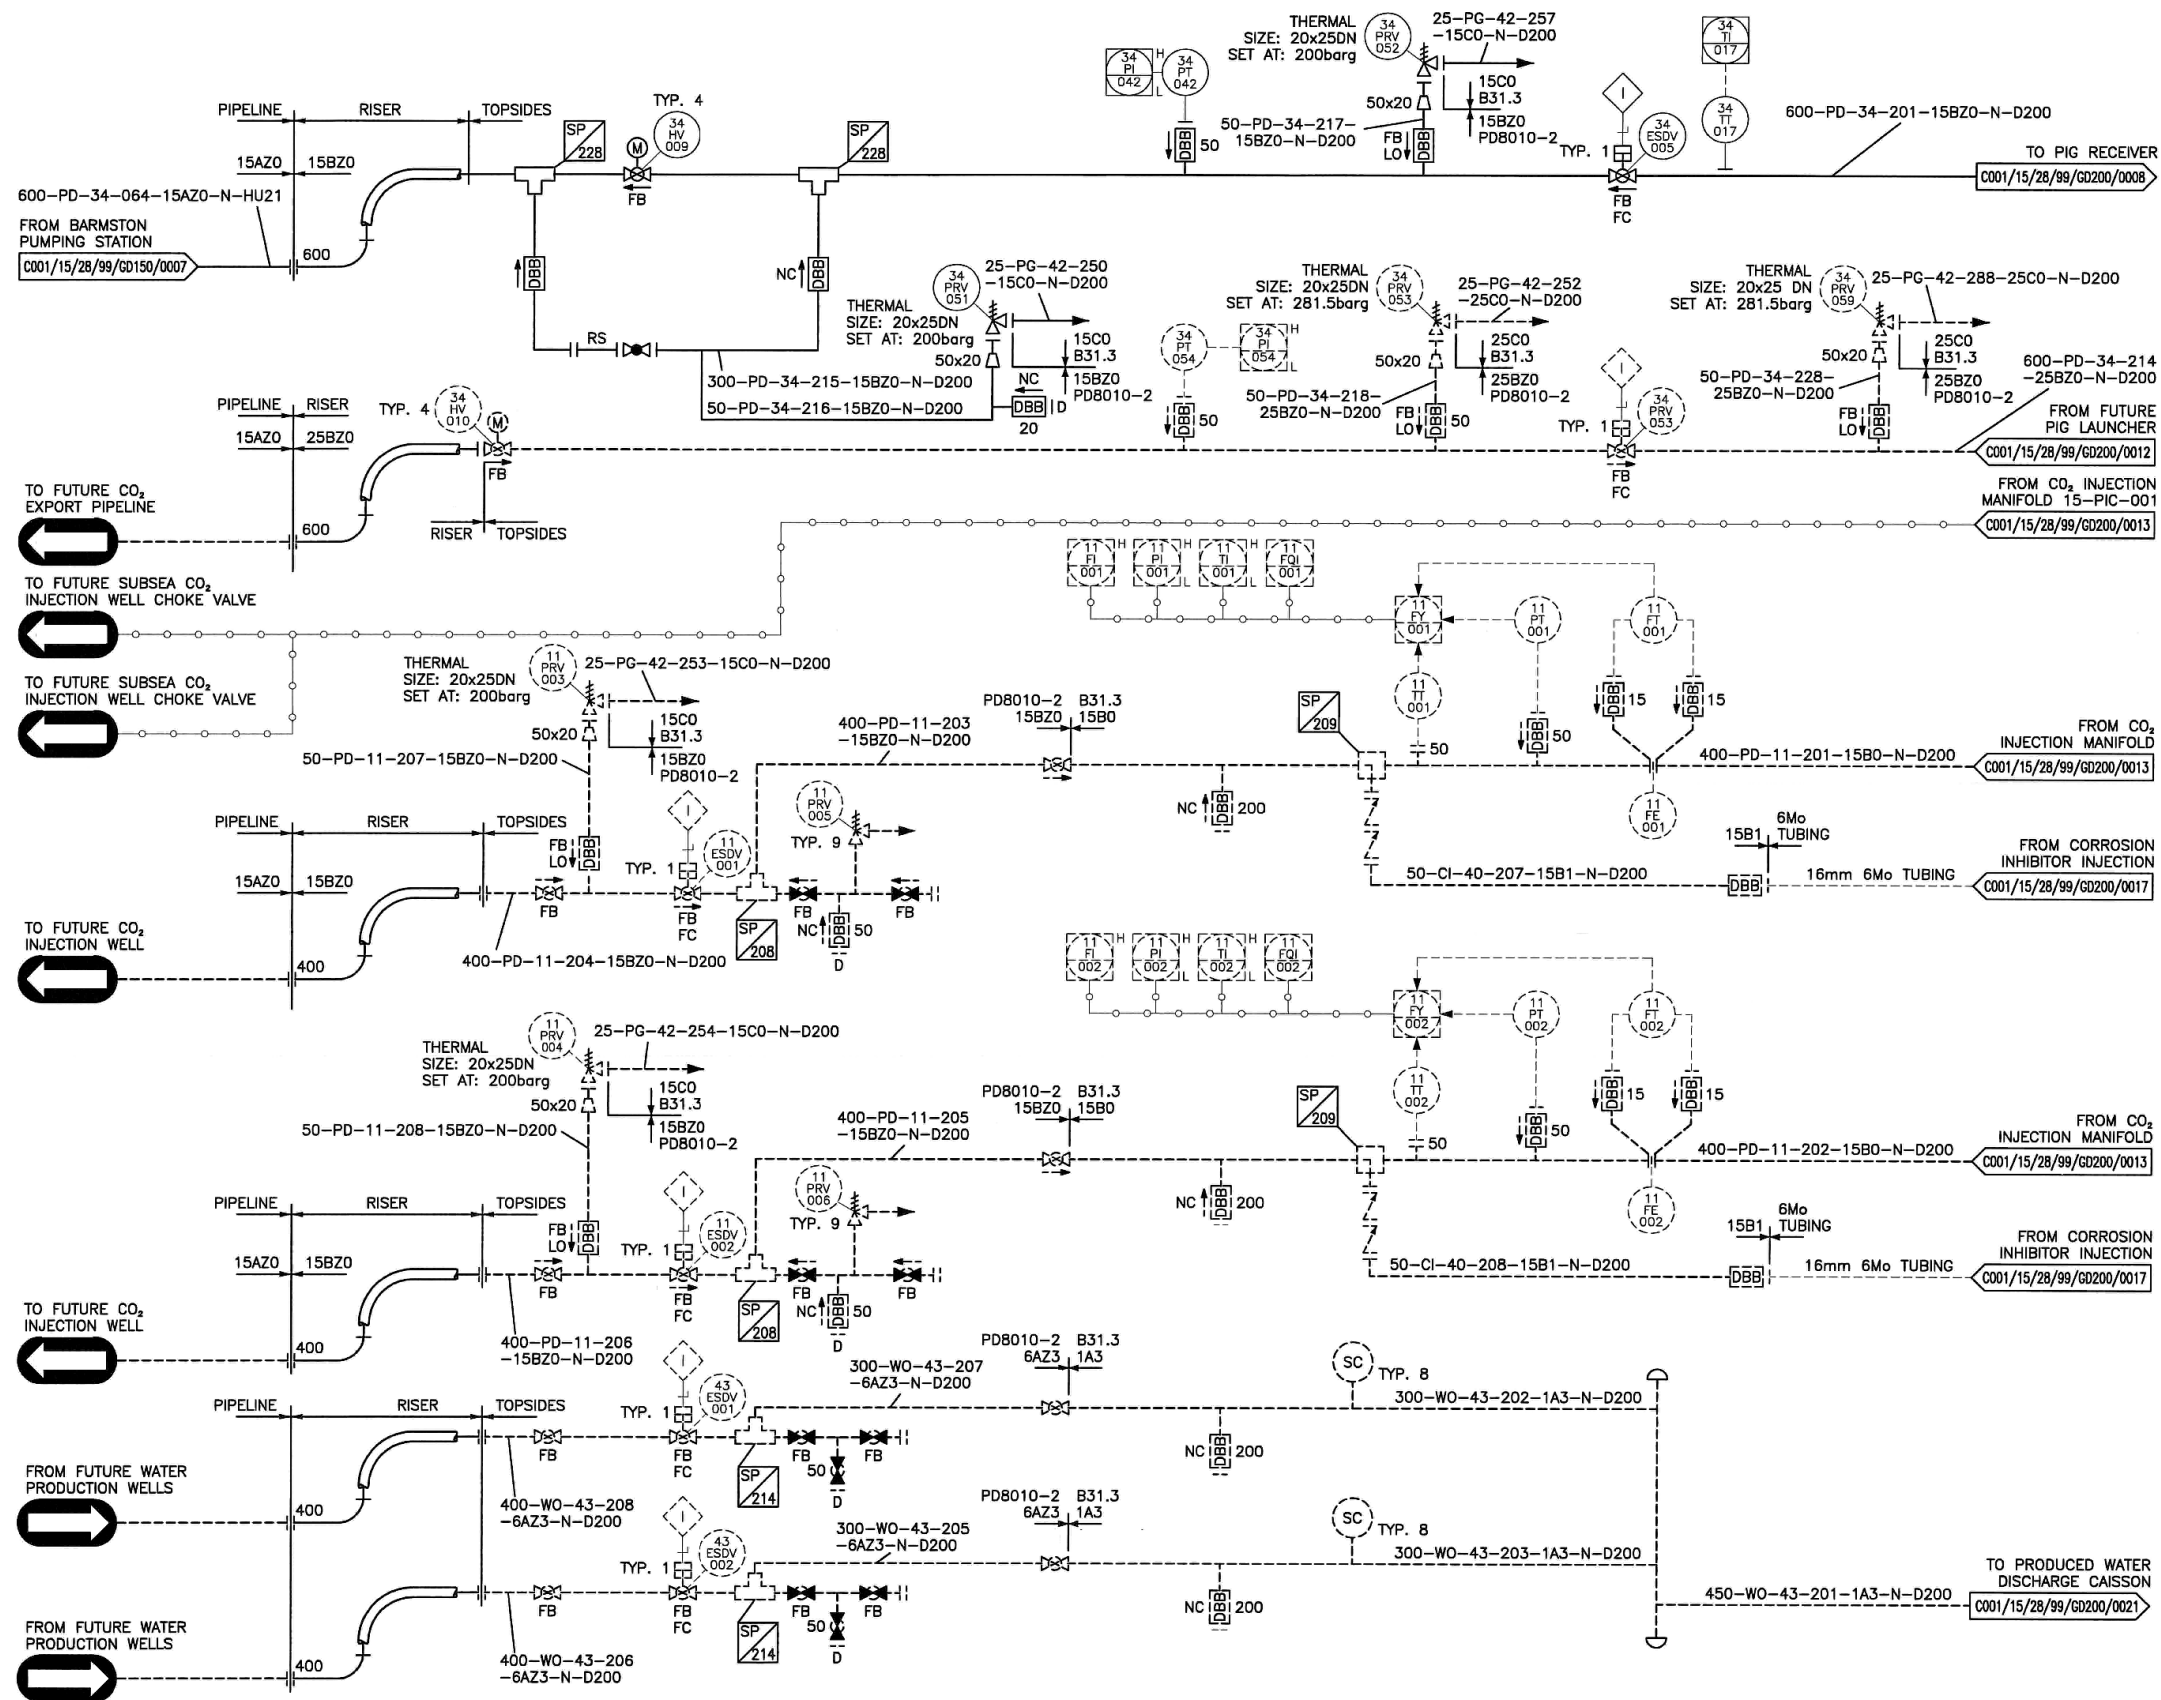 THERMAL
SIZE: 20x25DN
SET AT: 200barg
34
PRV
052
25-PG-42-257
-15C0-N-D200
34
TI
017
34
PI
042
H
L
34
PT
042
50x20
15C0
B31.3
15BZ0
PD8010-2
50-PD-34-217-
15BZ0-N-D200
FB
LO
DBB
DBB
50
I
TYP. 1
34
ESDV
005
FB
FC
34
TT
017
600-PD-34-201-15BZ0-N-D200
TO PIG RECEIVER
C001/15/28/99/GD200/0008
PIPELINE
RISER
TOPSIDES
15AZ0
15BZ0
SP
228
TYP. 4
34
HV
009
M
FB
SP
228
600-PD-34-064-15AZ0-N-HU21
FROM BARMSTON
PUMPING STATION
C001/15/28/99/GD150/0007
600
DBB
NC
DBB
RS
300-PD-34-215-15BZ0-N-D200
50-PD-34-216-15BZ0-N-D200
34
PRV
051
25-PG-42-250
-15C0-N-D200
THERMAL
SIZE: 20x25DN
SET AT: 200barg
50x20
15C0
B31.3
15BZ0
PD8010-2
NC
DBB
D
20
THERMAL
SIZE: 20x25DN
SET AT: 281.5barg
34
PRV
053
25-PG-42-252
-25C0-N-D200
34
PT
054
34
PI
054
H
L
50x20
25C0
B31.3
25BZ0
PD8010-2
50-PD-34-218-
25BZ0-N-D200
DBB
50
FB
LO
DBB
50
THERMAL
SIZE: 20x25 DN
SET AT: 281.5barg
34
PRV
059
25-PG-42-288-25C0-N-D200
50x20
25C0
B31.3
25BZ0
PD8010-2
50-PD-34-228-
25BZ0-N-D200
FB
LO
DBB
I
TYP. 1
34
PRV
053
FB
FC
600-PD-34-214
-25BZ0-N-D200
FROM FUTURE
PIG LAUNCHER
C001/15/28/99/GD200/0012
PIPELINE
RISER
15AZ0
25BZ0
TYP. 4
34
HV
010
M
FB
RISER
TOPSIDES
600
TO FUTURE CO₂
EXPORT PIPELINE
FROM CO₂ INJECTION
MANIFOLD 15-PIC-001
C001/15/28/99/GD200/0013
TO FUTURE SUBSEA CO₂
INJECTION WELL CHOKE VALVE
TO FUTURE SUBSEA CO₂
INJECTION WELL CHOKE VALVE
11
FI
001
H
11
PI
001
H
L
11
TI
001
H
L
11
FQI
001
11
FY
001
11
PT
001
11
FT
001
11
TT
001
THERMAL
SIZE: 20x25DN
SET AT: 200barg
11
PRV
003
25-PG-42-253-15C0-N-D200
50x20
15C0
B31.3
15BZ0
PD8010-2
50-PD-11-207-15BZ0-N-D200
400-PD-11-203
-15BZ0-N-D200
PD8010-2
B31.3
15BZ0
15B0
SP
209
50
DBB
50
DBB
15
DBB
15
400-PD-11-201-15B0-N-D200
FROM CO₂
INJECTION MANIFOLD
C001/15/28/99/GD200/0013
11
FE
001
NC
DBB
200
PIPELINE
RISER
TOPSIDES
15AZ0
15BZ0
FB
LO
DBB
I
TYP. 1
11
ESDV
001
11
PRV
005
TYP. 9
FB
FB
FC
SP
208
FB
NC
DBB
50
D
FB
400-PD-11-204-15BZ0-N-D200
400
TO FUTURE CO₂
INJECTION WELL
15B1
6Mo
TUBING
50-CI-40-207-15B1-N-D200
DBB
16mm 6Mo TUBING
FROM CORROSION
INHIBITOR INJECTION
C001/15/28/99/GD200/0017
11
FI
002
H
11
PI
002
H
L
11
TI
002
H
L
11
FQI
002
11
FY
002
11
PT
002
11
FT
002
11
TT
002
THERMAL
SIZE: 20x25DN
SET AT: 200barg
11
PRV
004
25-PG-42-254-15C0-N-D200
50x20
15C0
B31.3
15BZ0
PD8010-2
50-PD-11-208-15BZ0-N-D200
400-PD-11-205
-15BZ0-N-D200
PD8010-2
B31.3
15BZ0
15B0
SP
209
50
DBB
50
DBB
15
DBB
15
400-PD-11-202-15B0-N-D200
FROM CO₂
INJECTION MANIFOLD
C001/15/28/99/GD200/0013
11
FE
002
NC
DBB
200
PIPELINE
RISER
TOPSIDES
15AZ0
15BZ0
FB
LO
DBB
I
TYP. 1
11
ESDV
002
11
PRV
006
TYP. 9
FB
FB
FC
SP
208
FB
NC
DBB
50
D
FB
400-PD-11-206
-15BZ0-N-D200
400
TO FUTURE CO₂
INJECTION WELL
15B1
6Mo
TUBING
50-CI-40-208-15B1-N-D200
DBB
16mm 6Mo TUBING
FROM CORROSION
INHIBITOR INJECTION
C001/15/28/99/GD200/0017
PIPELINE
RISER
TOPSIDES
I
TYP. 1
43
ESDV
001
300-WO-43-207
-6AZ3-N-D200
PD8010-2
B31.3
6AZ3
1A3
SC
TYP. 8
300-WO-43-202-1A3-N-D200
FB
FB
FC
SP
214
FB
50
D
FB
NC
DBB
200
400-WO-43-208
-6AZ3-N-D200
400
FROM FUTURE WATER
PRODUCTION WELLS
I
TYP. 1
43
ESDV
002
300-WO-43-205
-6AZ3-N-D200
PD8010-2
B31.3
6AZ3
1A3
SC
TYP. 8
300-WO-43-203-1A3-N-D200
FB
FB
FC
SP
214
FB
50
D
FB
NC
DBB
200
400-WO-43-206
-6AZ3-N-D200
400
FROM FUTURE WATER
PRODUCTION WELLS
450-WO-43-201-1A3-N-D200
TO PRODUCED WATER
DISCHARGE CAISSON
C001/15/28/99/GD200/0021